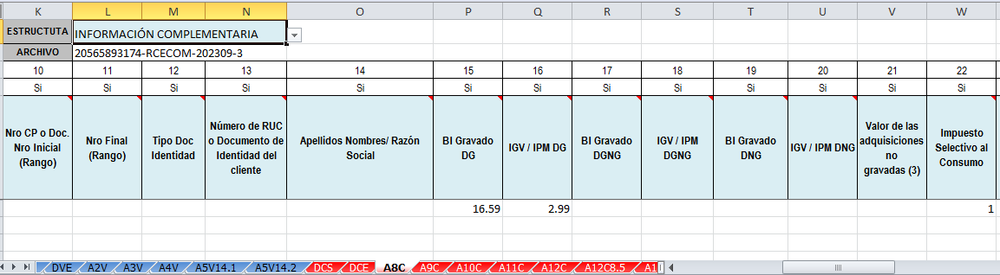 K L M N O P Q R S T U V W
ESTRUCTUTA INFORMACIÓN COMPLEMENTARIA
ARCHIVO 20565893174-RCECOM-202309-3
10 11 12 13 14 15 16 17 18 19 20 21 22
Si Si Si Si Si Si Si Si Si Si Si Si Si
Nro CP o Doc.
Nro Inicial
(Rango)
Nro Final
(Rango)
Tipo Doc
Identidad
Número de RUC
o Documento de
Identidad del
cliente
Apellidos Nombres/ Razón
Social
BI Gravado
DG
IGV / IPM DG
BI Gravado
DGNG
IGV / IPM
DGNG
BI Gravado
DNG
IGV / IPM DNG
Valor de las
adquisiciones
no
gravadas (3)
Impuesto
Selectivo al
Consumo
16.59 2.99 1
DVE A2V A3V A4V A5V14.1 A5V14.2 DCS DCE A8C A9C A10C A11C A12C A12C8.5 A1